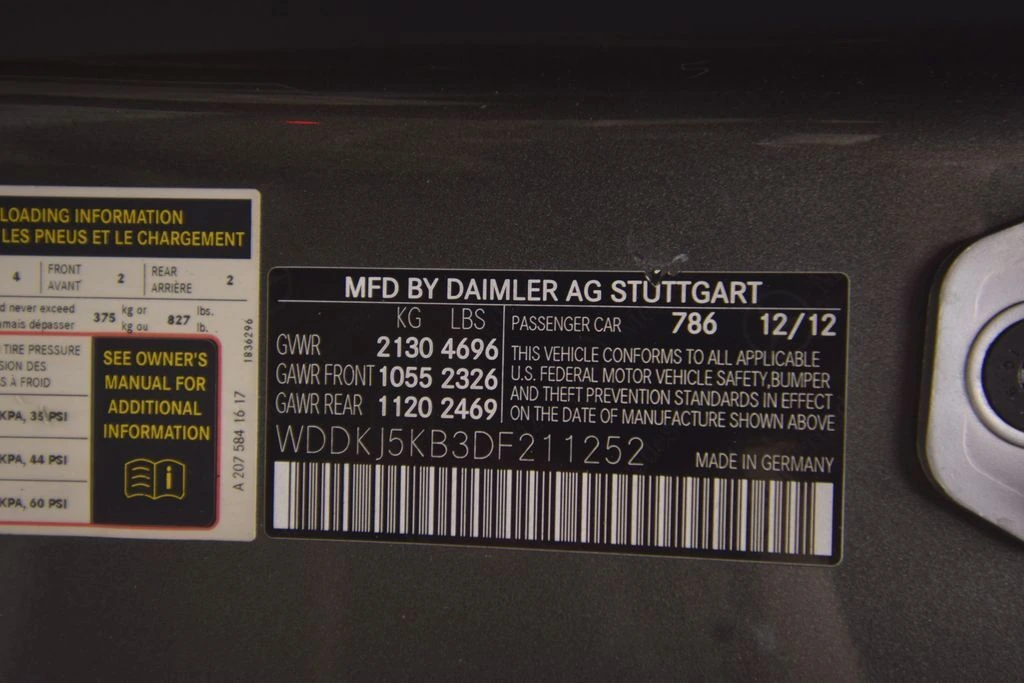 LOADING INFORMATION
LES PNEUS ET LE CHARGEMENT
4 FRONT AVANT 2 REAR ARRIÈRE 2
never exceed 375 kg or 827 lbs.
dépasser kg ou lb.
TIRE PRESSURE
DES
À FROID
KPA, 35 PSI
KPA, 44 PSI
KPA, 60 PSI
SEE OWNER'S
MANUAL FOR
ADDITIONAL
INFORMATION
i
1836296
A 207 584 16 17
MFD BY DAIMLER AG STUTTGART
KG LBS
GWR 2130 4696
GAWR FRONT 1055 2326
GAWR REAR 1120 2469
PASSENGER CAR 786 12/12
THIS VEHICLE CONFORMS TO ALL APPLICABLE
U.S. FEDERAL MOTOR VEHICLE SAFETY, BUMPER
AND THEFT PREVENTION STANDARDS IN EFFECT
ON THE DATE OF MANUFACTURE SHOWN ABOVE
WDDKJ5KB3DF211252
MADE IN GERMANY